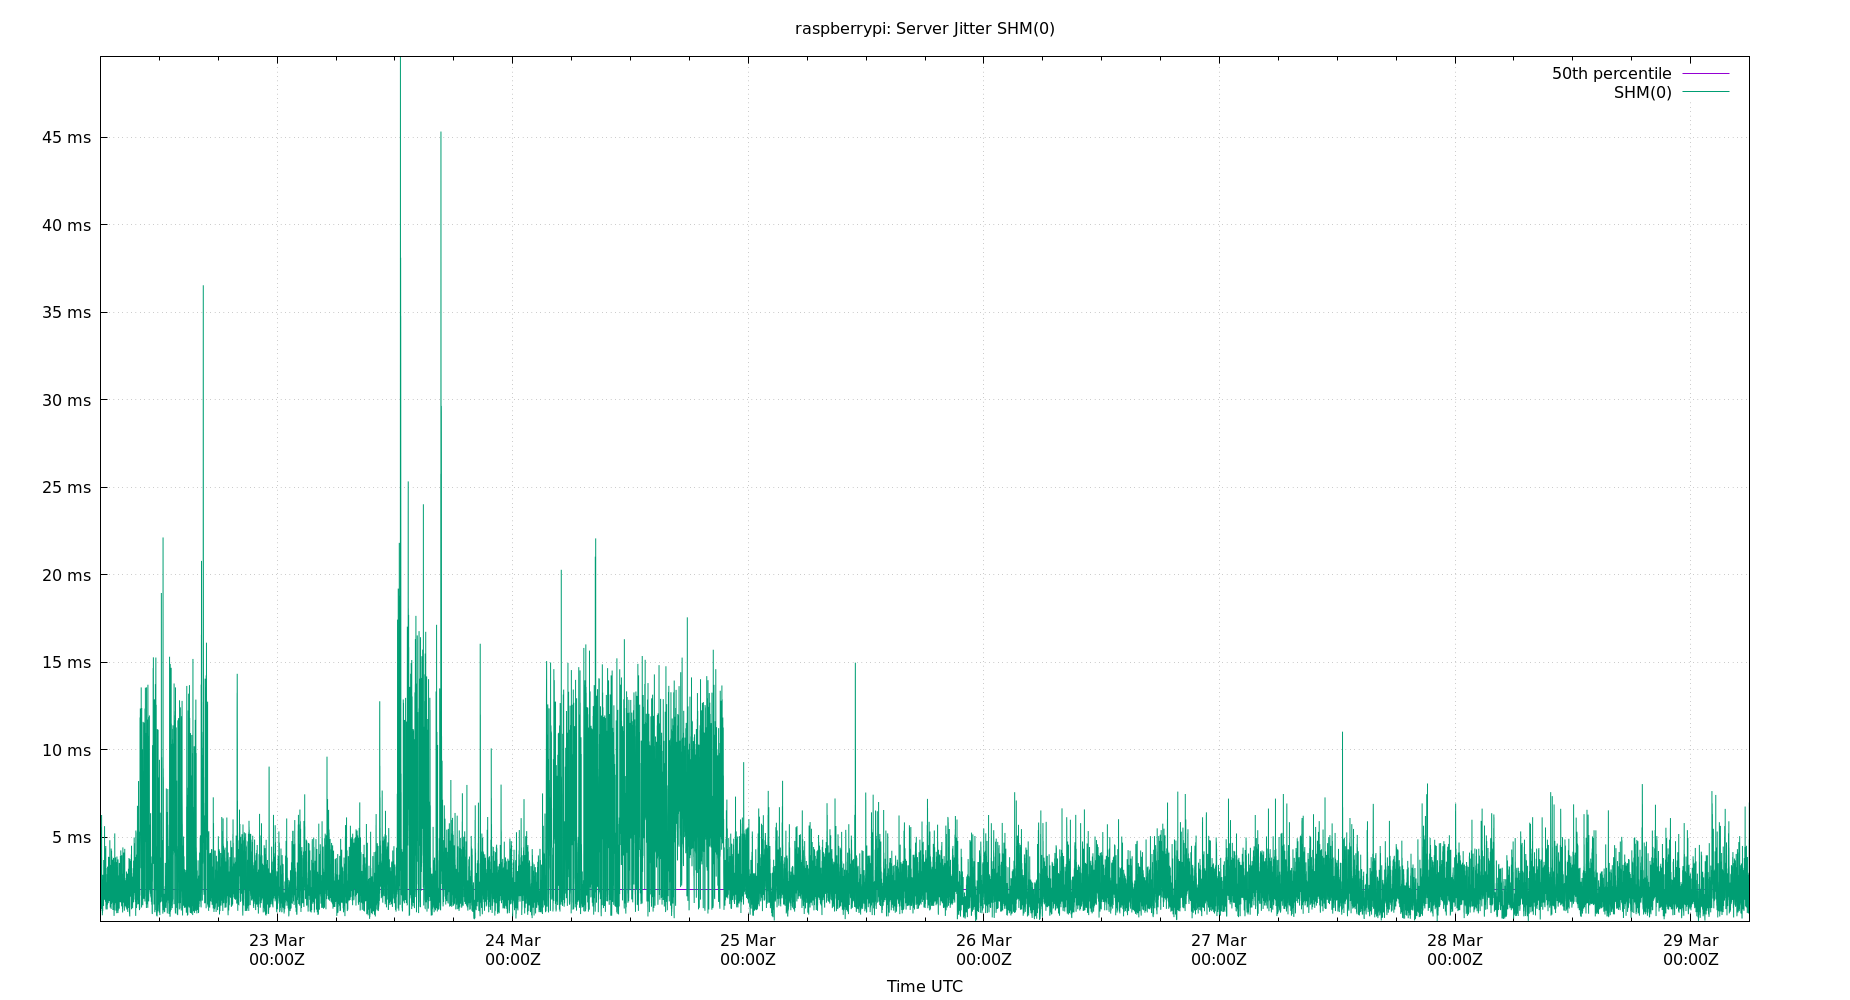 raspberrypi: Server Jitter SHM(0)
50th percentile
SHM(0)
45 ms
40 ms
35 ms
30 ms
25 ms
20 ms
15 ms
10 ms
5 ms
23 Mar 24 Mar 25 Mar 26 Mar 27 Mar 28 Mar 29 Mar
00:00Z 00:00Z 00:00Z 00:00Z 00:00Z 00:00Z 00:00Z
Time UTC